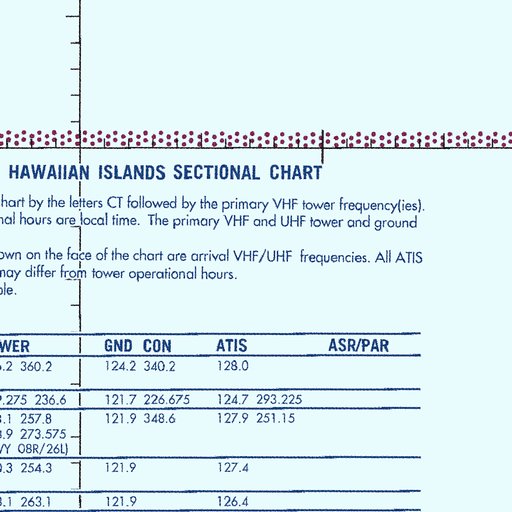 HAWAIIAN ISLANDS SECTIONAL CHART
hart by the letters CT followed by the primary VHF tower frequency(ies).
nal hours are local time. The primary VHF and UHF tower and ground
own on the face of the chart are arrival VHF/UHF frequencies. All ATIS
may differ from tower operational hours.
ble.
WER GND CON ATIS ASR/PAR
.2 360.2 124.2 340.2 128.0
.275 236.6 121.7 226.675 124.7 293.225
.1 257.8 121.9 348.6 127.9 251.15
.9 273.575
VY 08R/26L)
.3 254.3 121.9 127.4
.1 263.1 121.9 126.4